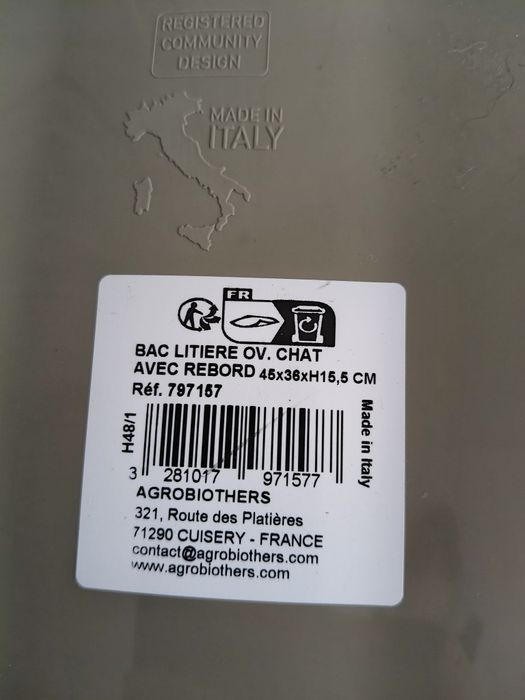 REGISTERED
COMMUNITY
DESIGN
MADE IN
ITALY
FR
BAC LITIERE OV. CHAT
AVEC REBORD 45x36xH15,5 CM
Réf. 797157
H48/1
Made in Italy
3 281017 971577
AGROBIOTHERS
321, Route des Platières
71290 CUISERY - FRANCE
contact@agrobiothers.com
www.agrobiothers.com